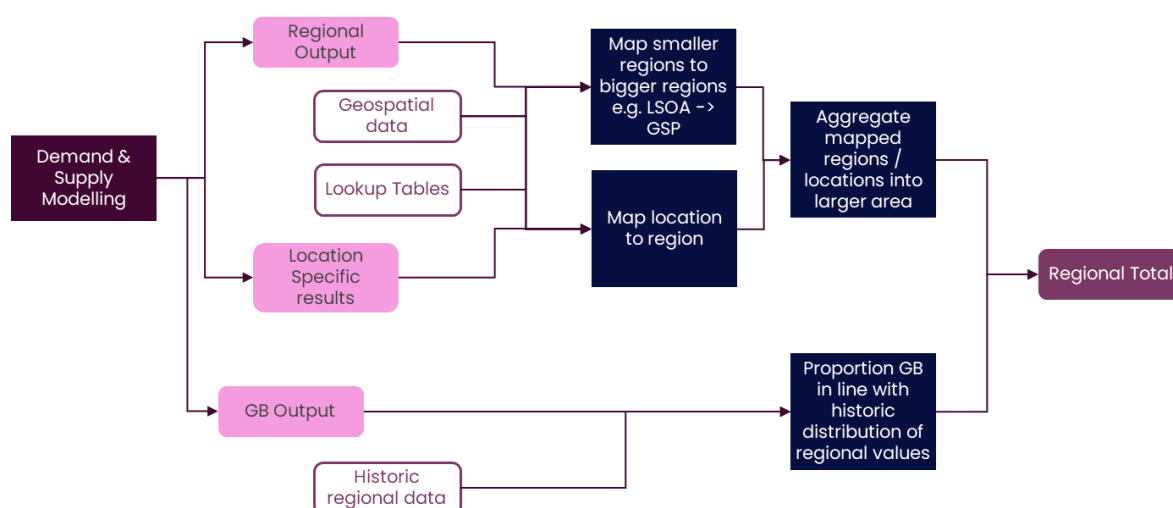 Regional
Output
Geospatial
data
Lookup Tables
Demand &
Supply
Modelling
Location
Specific
results
Map smaller
regions to
bigger regions
e.g. LSOA ->
GSP
Map location
to region
Aggregate
mapped
regions /
locations into
larger area
Regional Total
GB Output
Historic
regional data
Proportion GB
in line with
historic
distribution of
regional values